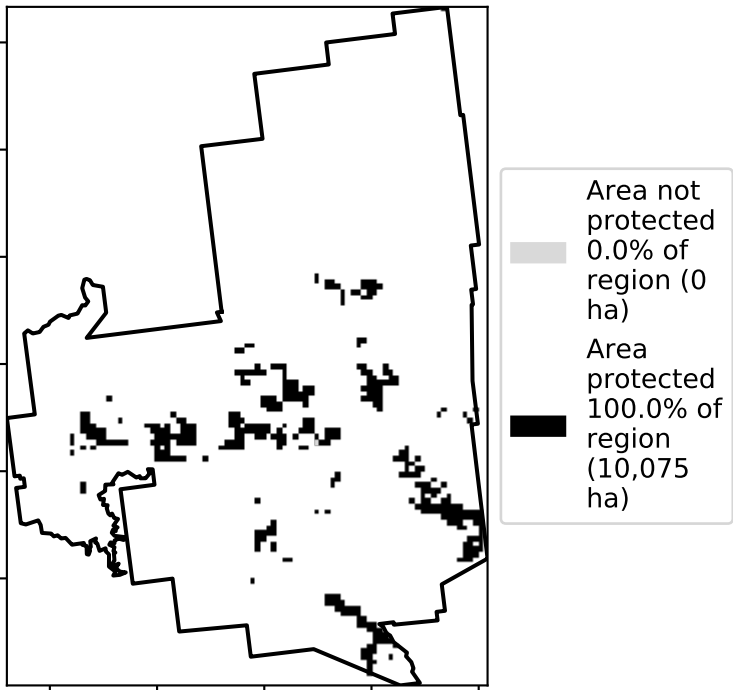 Area not
protected
0.0% of
region (0
ha)
Area
protected
100.0% of
region
(10,075
ha)